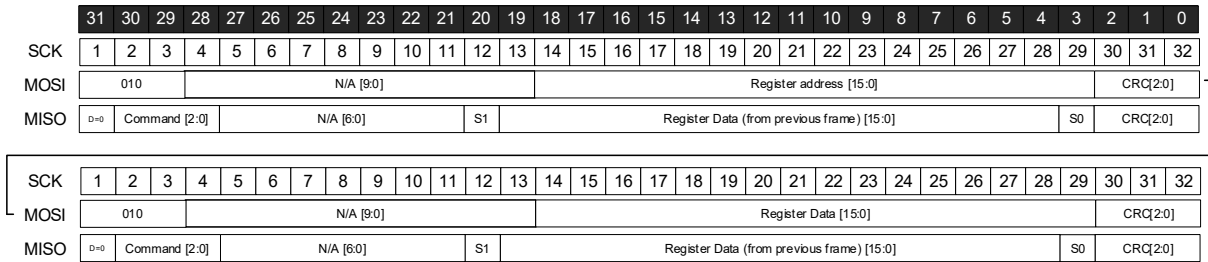 31 30 29 28 27 26 25 24 23 22 21 20 19 18 17 16 15 14 13 12 11 10 9 8 7 6 5 4 3 2 1 0
SCK 1 2 3 4 5 6 7 8 9 10 11 12 13 14 15 16 17 18 19 20 21 22 23 24 25 26 27 28 29 30 31 32
MOSI 010 N/A [9:0] Register address [15:0] CRC[2:0]
MISO D=0 Command [2:0] N/A [6:0] S1 Register Data (from previous frame) [15:0] S0 CRC[2:0]
SCK 1 2 3 4 5 6 7 8 9 10 11 12 13 14 15 16 17 18 19 20 21 22 23 24 25 26 27 28 29 30 31 32
MOSI 010 N/A [9:0] Register Data [15:0] CRC[2:0]
MISO D=0 Command [2:0] N/A [6:0] S1 Register Data (from previous frame) [15:0] S0 CRC[2:0]